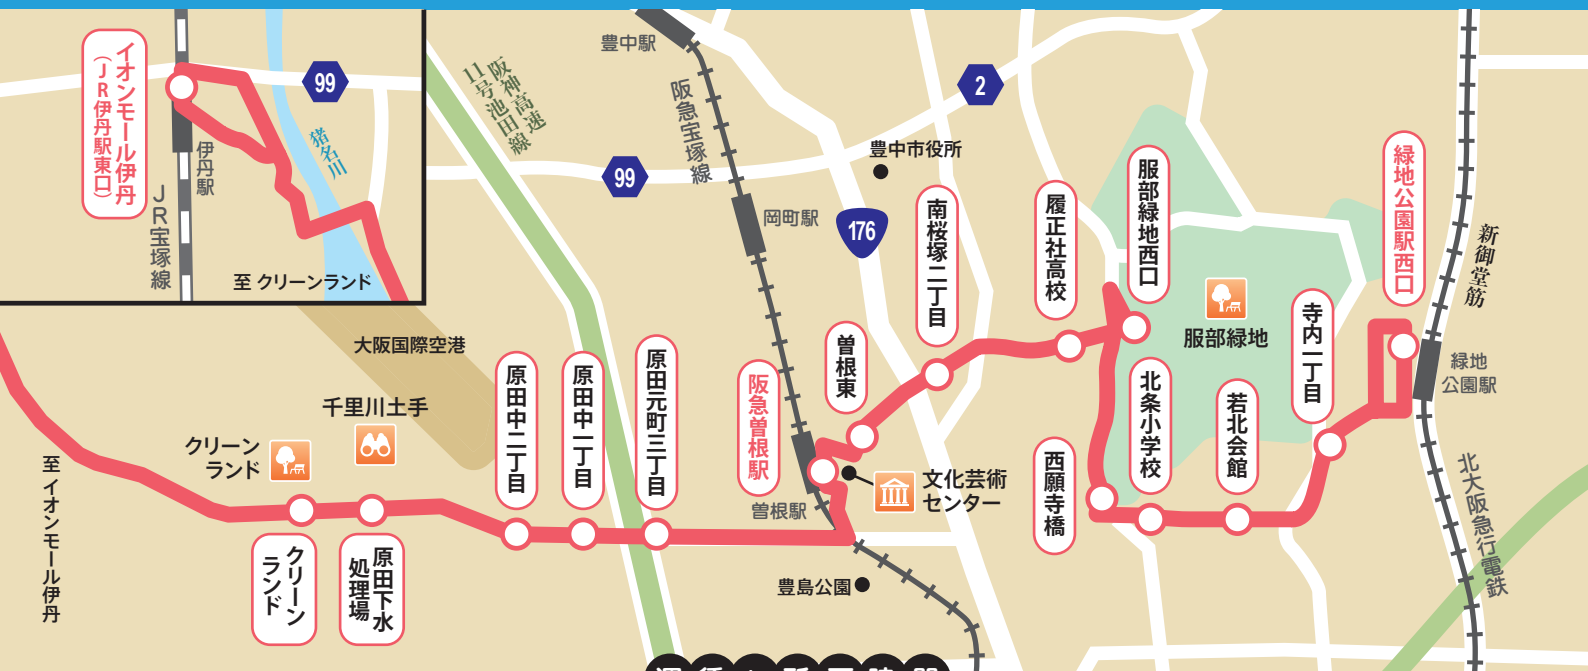 イオンモール伊丹
（JR伊丹駅東口）
伊丹駅
JR宝塚線
99
猪名川
至 クリーンランド
阪神高速
11号池田線
豊中駅
阪急宝塚線
2
99
豊中市役所
岡町駅
176
南桜塚二丁目
履正社高校
服部緑地西口
緑地公園駅西口
新御堂筋
服部緑地
寺内一丁目
緑地
公園駅
大阪国際空港
千里川土手
クリーン
ランド
至 イオンモール伊丹
クリーン
ランド
原田下水
処理場
原田中二丁目
原田中一丁目
原田元町三丁目
阪急曽根駅
曽根東
曽根駅
文化芸術
センター
豊島公園
西願寺橋
北条小学校
若北会館
北大阪急行電鉄